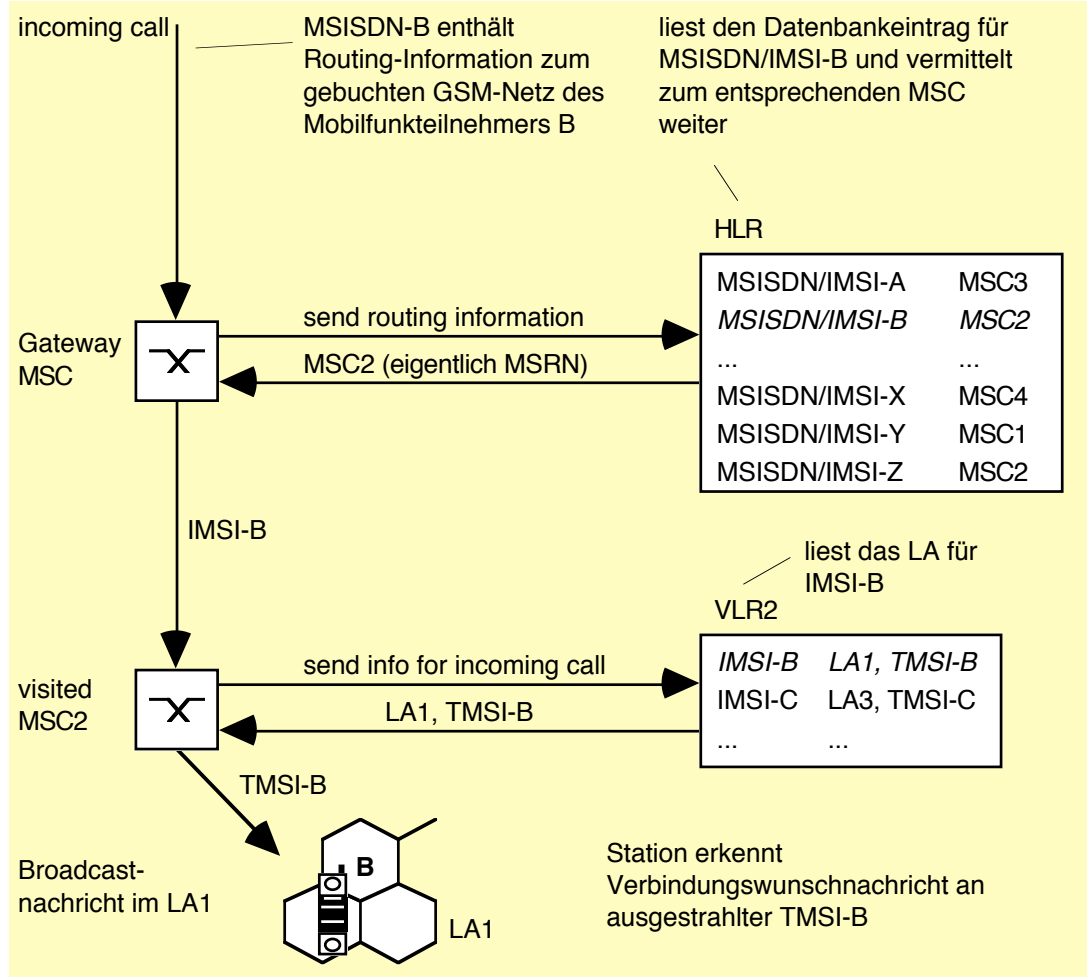 incoming call
MSISDN-B enthält
Routing-Information zum
gebuchten GSM-Netz des
Mobilfunkteilnehmers B
liest den Datenbankeintrag für
MSISDN/IMSI-B und vermittelt
zum entsprechenden MSC
weiter
HLR
MSISDN/IMSI-A MSC3
MSISDN/IMSI-B MSC2
... ...
MSISDN/IMSI-X MSC4
MSISDN/IMSI-Y MSC1
MSISDN/IMSI-Z MSC2
Gateway
MSC
send routing information
MSC2 (eigentlich MSRN)
IMSI-B
liest das LA für
IMSI-B
VLR2
IMSI-B LA1, TMSI-B
IMSI-C LA3, TMSI-C
... ...
visited
MSC2
send info for incoming call
LA1, TMSI-B
TMSI-B
Broadcast-
nachricht im LA1
B
LA1
Station erkennt
Verbindungswunschnachricht an
ausgestrahlter TMSI-B